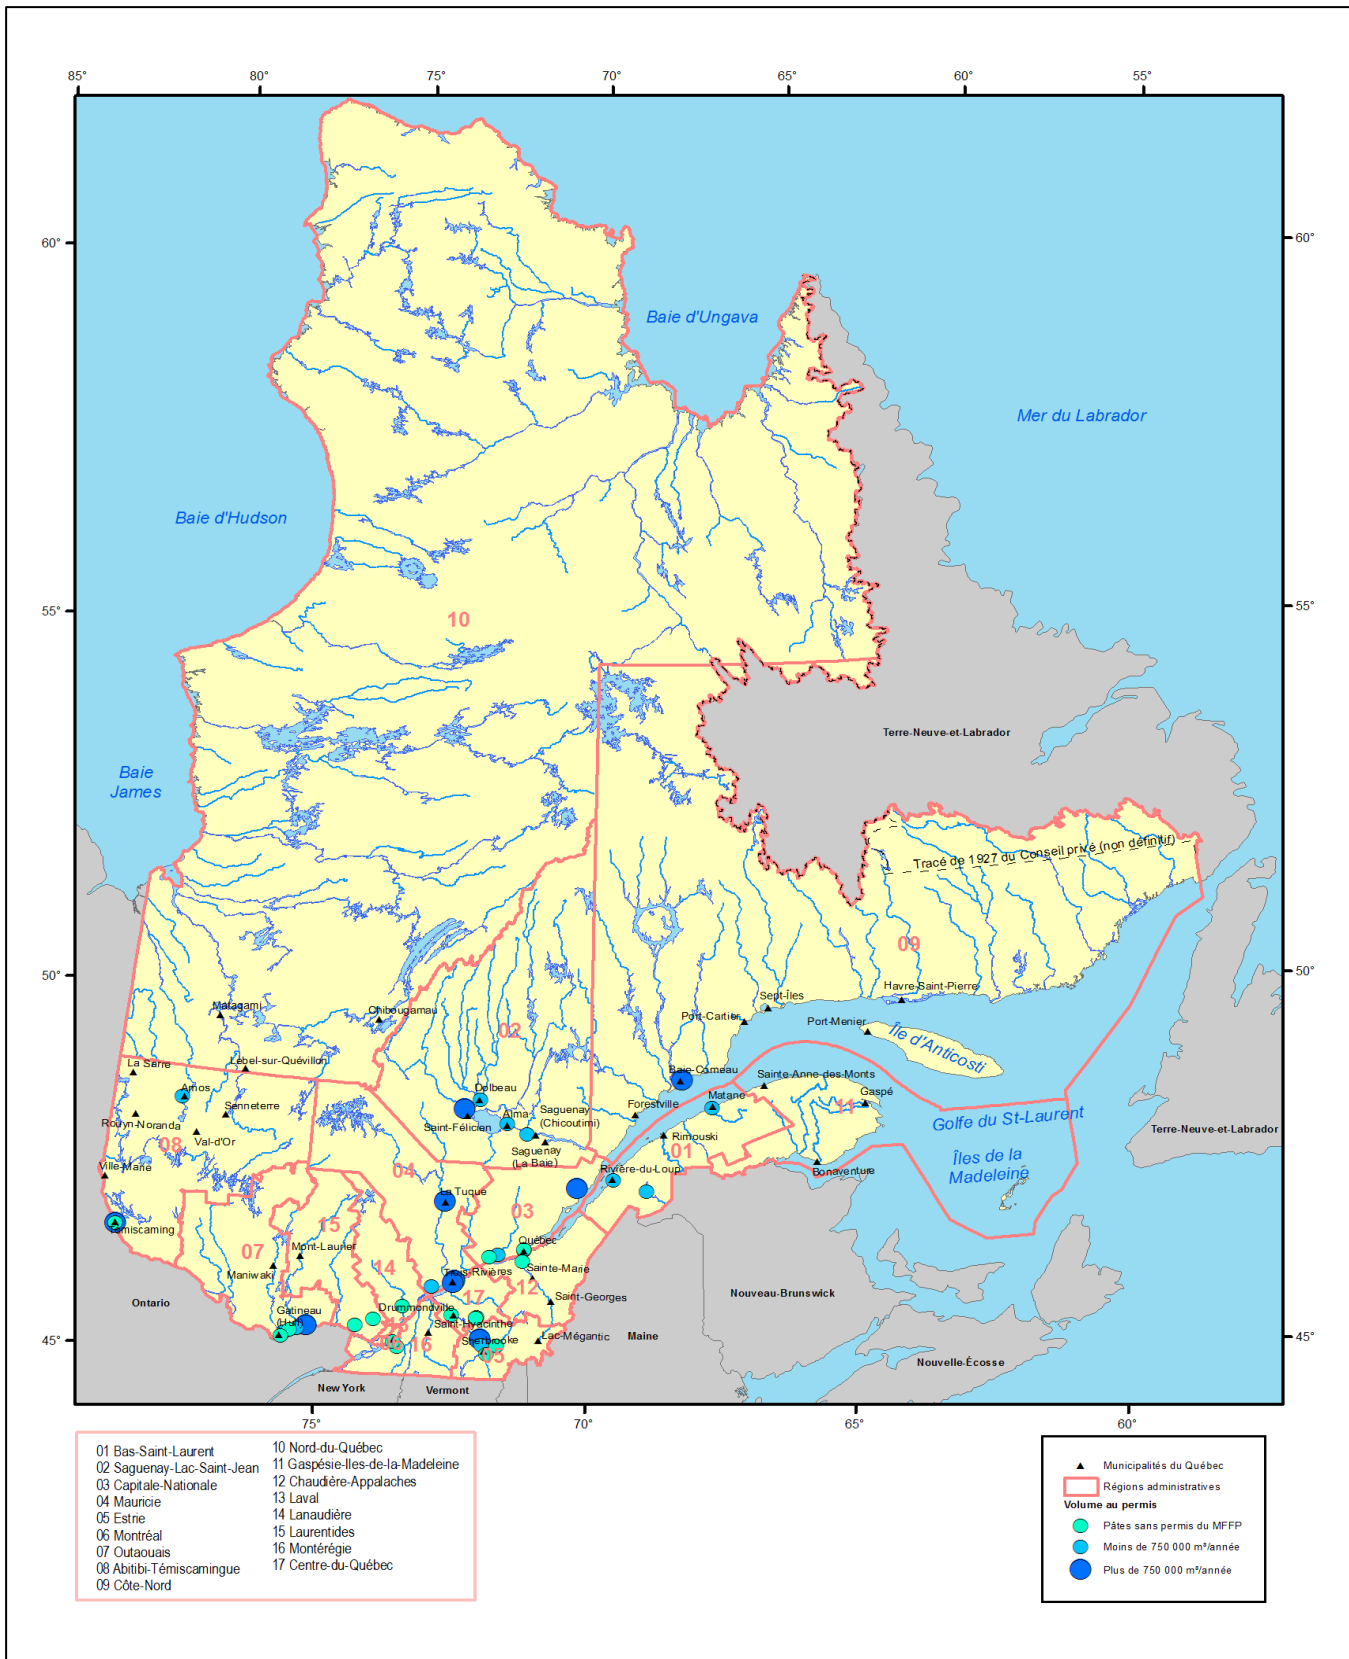 85°
80°
75°
70°
65°
60°
55°
60°
60°
Baie d'Ungava
Mer du Labrador
Baie d'Hudson
55°
55°
10
Terre-Neuve-et-Labrador
Baie
James
Tracé de 1927 du Conseil privé (non définitif)
09
50°
50°
Havre-Saint-Pierre
Sept-Îles
Port-Cartier
Port-Menier
Île d'Anticosti
Matagami
Chibougamau
02
La Sarre
Lebel-sur-Quévillon
Baie-Comeau
Sainte-Anne-des-Monts
Amos
Dolbeau
Matane
Gaspé
11
Senneterre
Alma
Saguenay
(Chicoutimi)
Forestville
Golfe du St-Laurent
Rouyn-Noranda
Saint-Félicien
Terre-Neuve-et-Labrador
Val-d'Or
08
Saguenay
(La Baie)
Rimouski
01
Îles de la
Madeleine
Ville-Marie
04
Rivière-du-Loup
Bonaventure
La Tuque
03
Témiscaming
15
07
Mont-Laurier
Québec
Maniwaki
14
Trois-Rivières
Sainte-Marie
12
17
Saint-Georges
Ontario
Gatineau
(Hull)
Drummondville
Nouveau-Brunswick
13
Saint-Hyacinthe
45°
06
16
Sherbrooke
Lac-Mégantic
Maine
45°
05
Nouvelle-Écosse
New York
Vermont
75°
70°
65°
60°
01 Bas-Saint-Laurent
02 Saguenay-Lac-Saint-Jean
03 Capitale-Nationale
04 Mauricie
05 Estrie
06 Montréal
07 Outaouais
08 Abitibi-Témiscamingue
09 Côte-Nord
10 Nord-du-Québec
11 Gaspésie-Iles-de-la-Madeleine
12 Chaudière-Appalaches
13 Laval
14 Lanaudière
15 Laurentides
16 Montérégie
17 Centre-du-Québec
Municipalités du Québec
Régions administratives
Volume au permis
Pâtes sans permis du MFFP
Moins de 750 000 m³/année
Plus de 750 000 m³/année